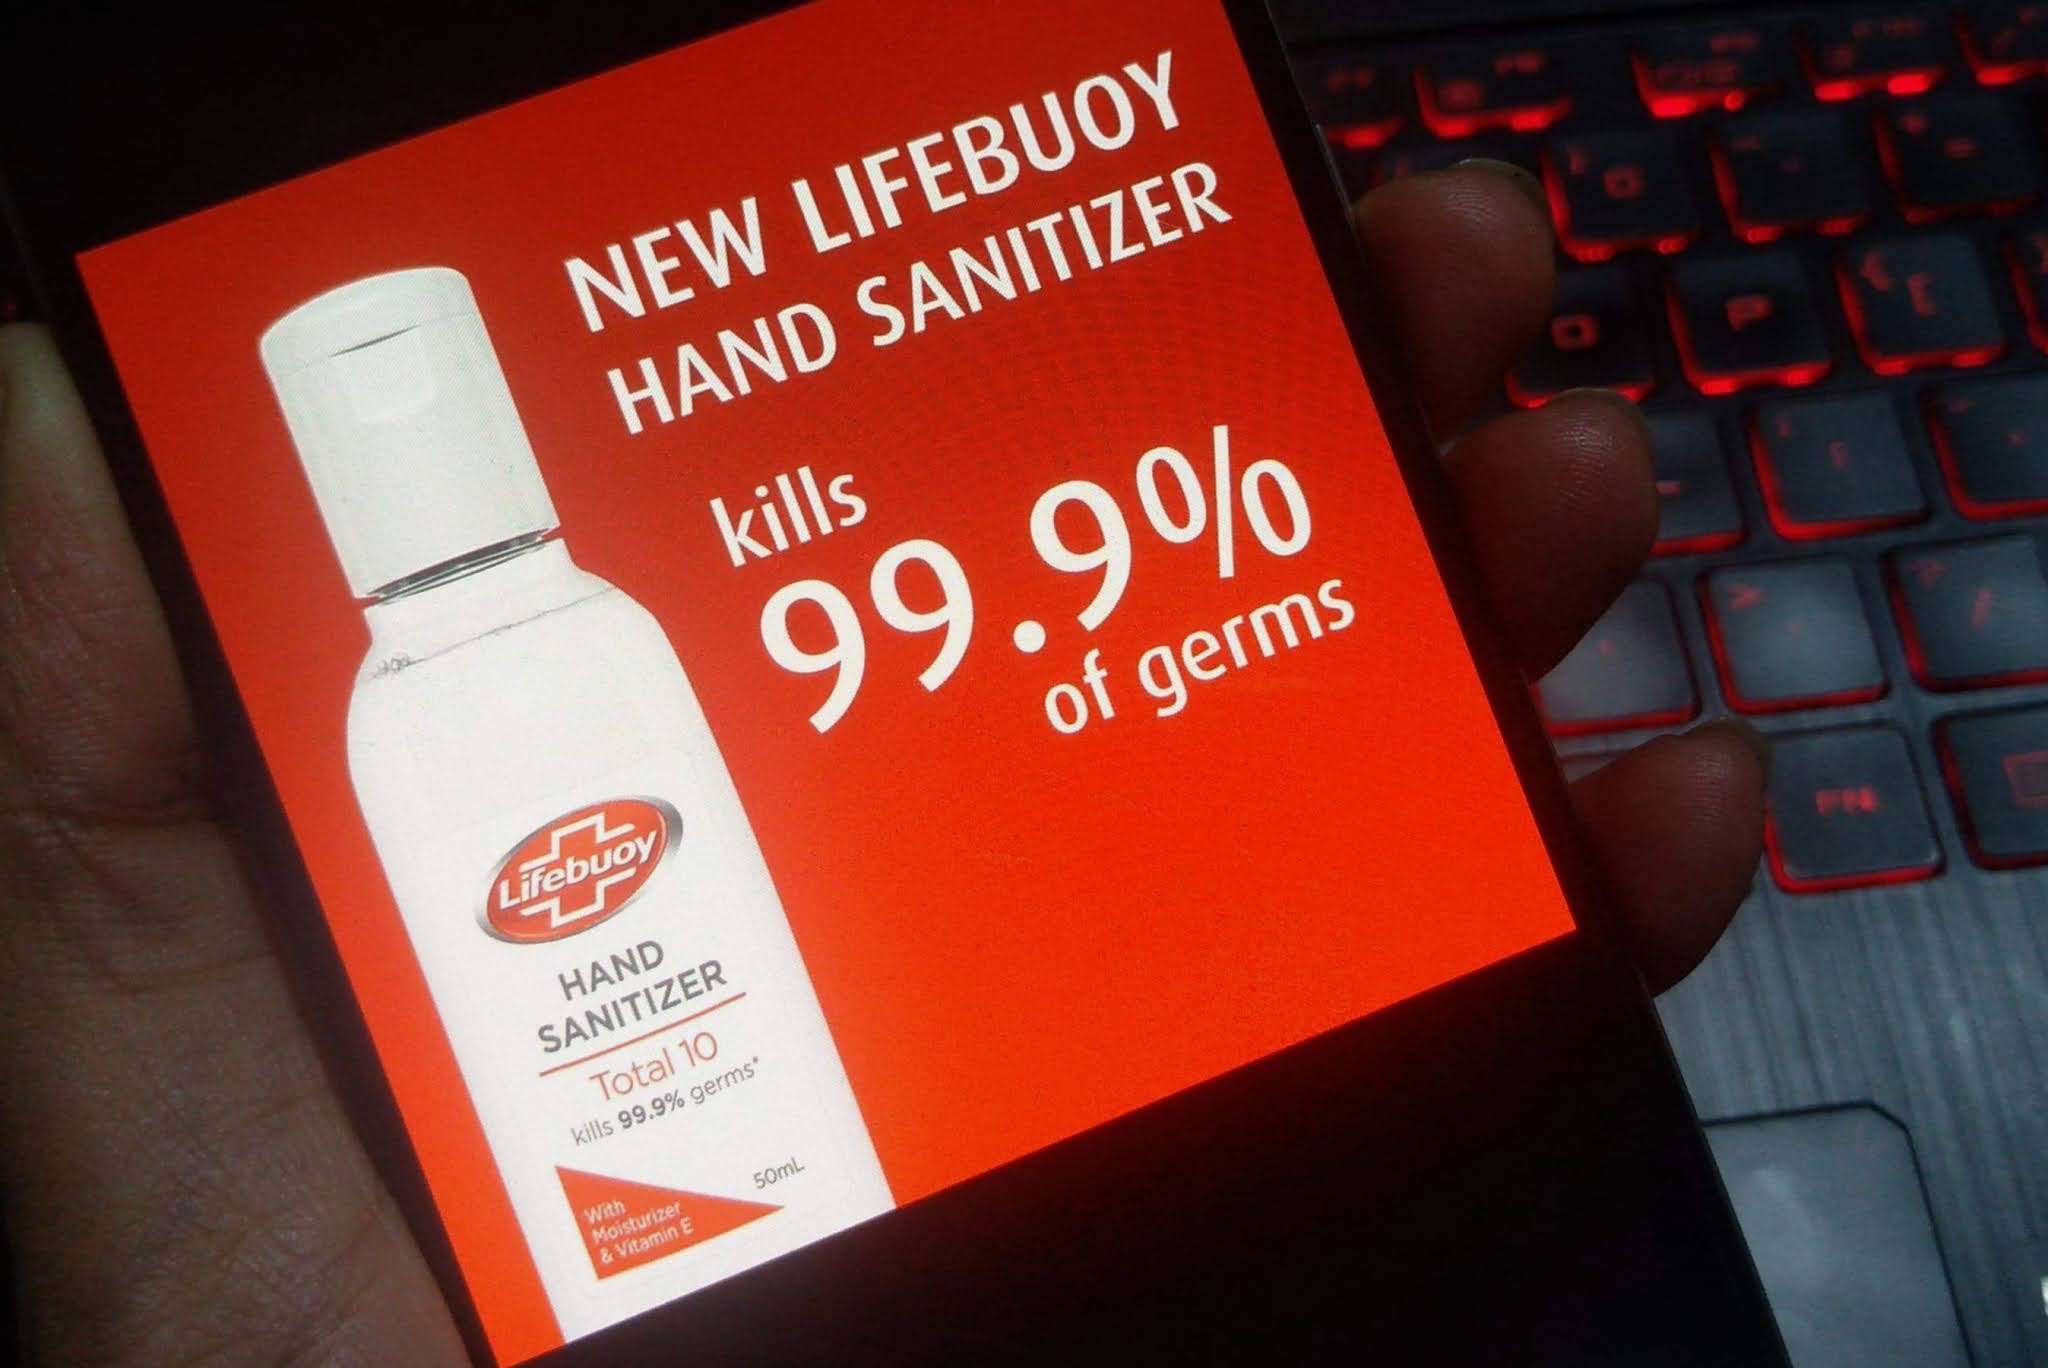 NEW LIFEBUOY
HAND SANITIZER
kills
99.9%
of germs
Lifebuoy
HAND
SANITIZER
Total 10
kills 99.9% germs*
50mL
With
Moisturizer
& Vitamin E
P
FN